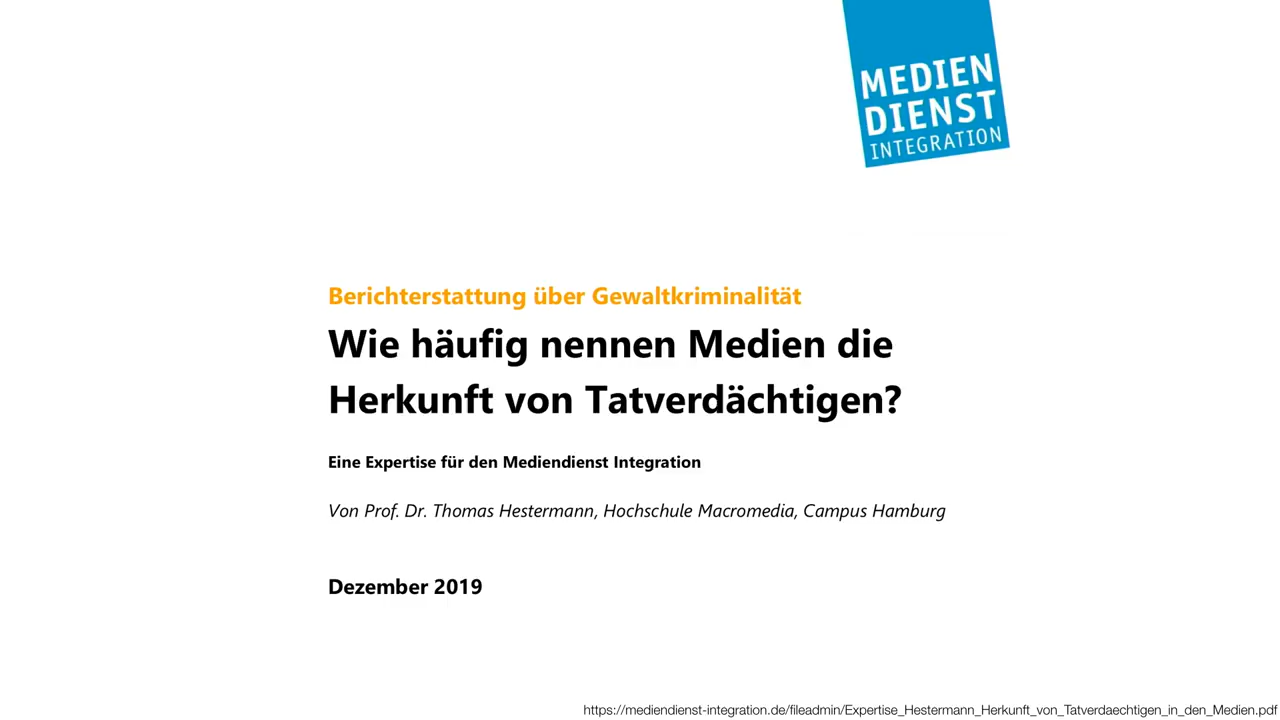 MEDIEN
DIENST
INTEGRATION
Berichterstattung über Gewaltkriminalität
Wie häufig nennen Medien die
Herkunft von Tatverdächtigen?
Eine Expertise für den Mediendienst Integration
Von Prof. Dr. Thomas Hestermann, Hochschule Macromedia, Campus Hamburg
Dezember 2019
https://mediendienst-integration.de/fileadmin/Expertise_Hestermann_Herkunft_von_Tatverdaechtigen_in_den_Medien.pdf